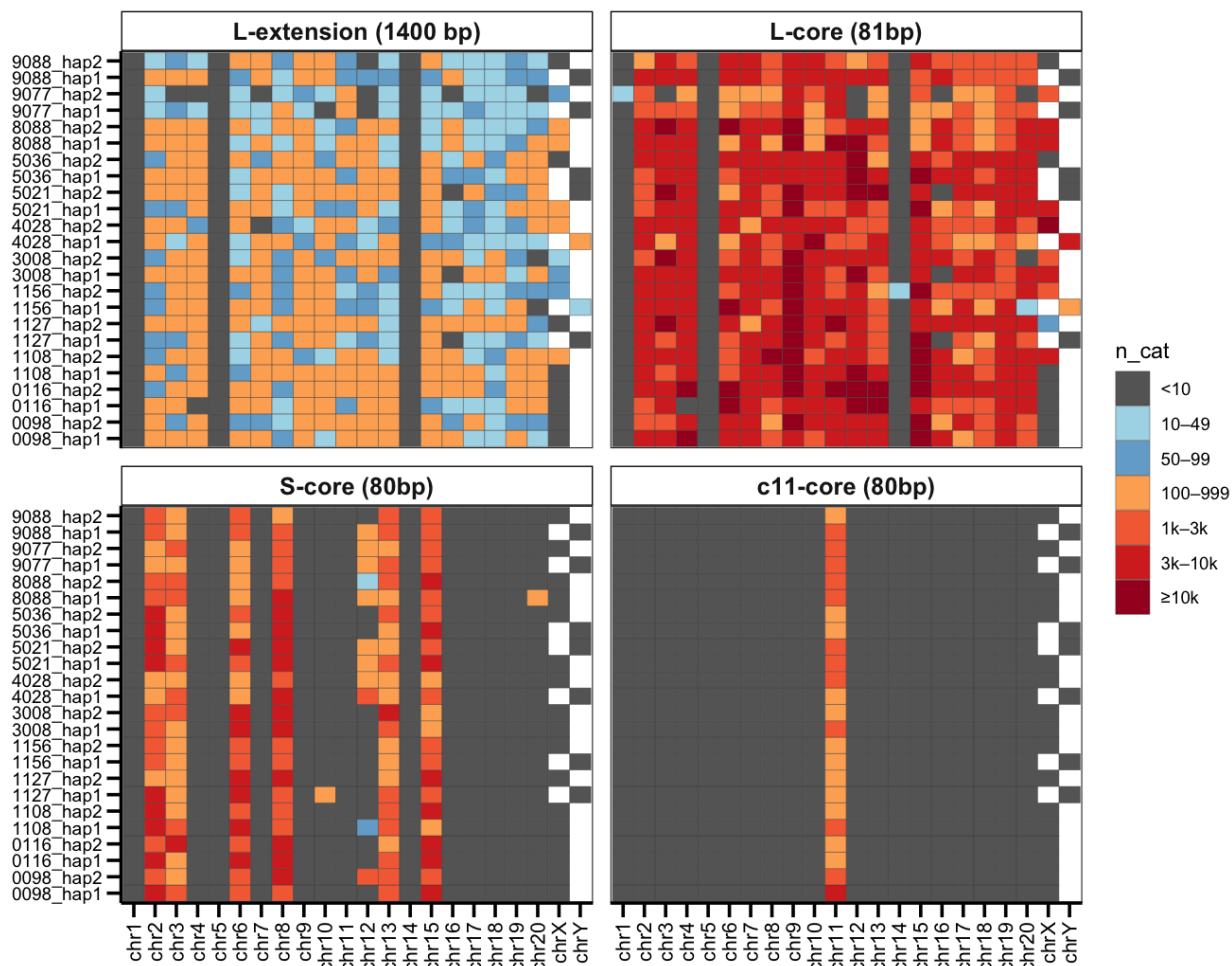 L-extension (1400 bp)
L-core (81bp)
9088_hap2
9088_hap1
9077_hap2
9077_hap1
8088_hap2
8088_hap1
5036_hap2
5036_hap1
5021_hap2
5021_hap1
4028_hap2
4028_hap1
3008_hap2
3008_hap1
1156_hap2
1156_hap1
1127_hap2
1127_hap1
1108_hap2
1108_hap1
0116_hap2
0116_hap1
0098_hap2
0098_hap1
S-core (80bp)
c11-core (80bp)
9088_hap2
9088_hap1
9077_hap2
9077_hap1
8088_hap2
8088_hap1
5036_hap2
5036_hap1
5021_hap2
5021_hap1
4028_hap2
4028_hap1
3008_hap2
3008_hap1
1156_hap2
1156_hap1
1127_hap2
1127_hap1
1108_hap2
1108_hap1
0116_hap2
0116_hap1
0098_hap2
0098_hap1
chr1
chr2
chr3
chr4
chr5
chr6
chr7
chr8
chr9
chr10
chr11
chr12
chr13
chr14
chr15
chr16
chr17
chr18
chr19
chr20
chrX
chrY
chr1
chr2
chr3
chr4
chr5
chr6
chr7
chr8
chr9
chr10
chr11
chr12
chr13
chr14
chr15
chr16
chr17
chr18
chr19
chr20
chrX
chrY
n_cat
<10
10–49
50–99
100–999
1k–3k
3k–10k
≥10k